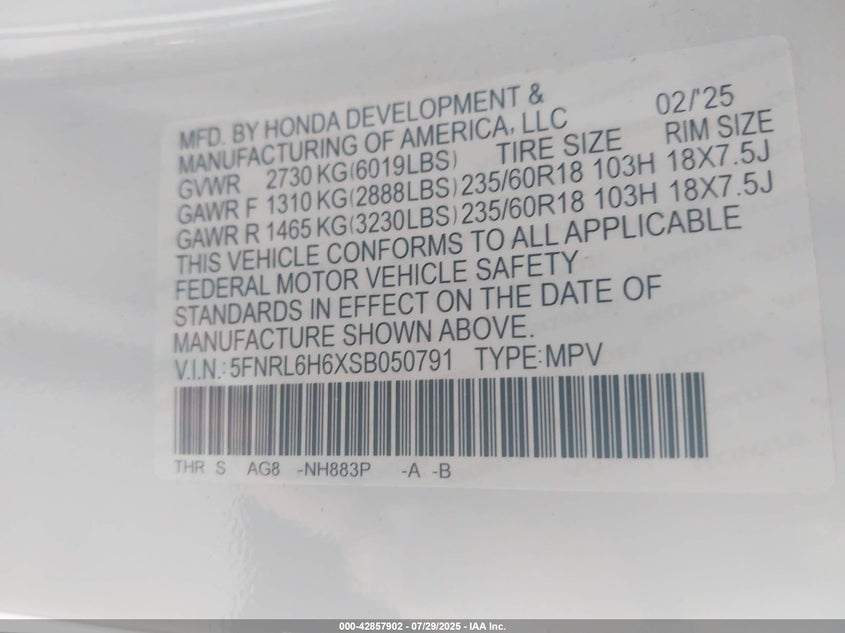 MFD. BY HONDA DEVELOPMENT & 02/'25
MANUFACTURING OF AMERICA, LLC
GVWR 2730 KG(6019LBS) TIRE SIZE RIM SIZE
GAWR F 1310 KG(2888LBS) 235/60R18 103H 18X7.5J
GAWR R 1465 KG(3230LBS) 235/60R18 103H 18X7.5J
THIS VEHICLE CONFORMS TO ALL APPLICABLE
FEDERAL MOTOR VEHICLE SAFETY
STANDARDS IN EFFECT ON THE DATE OF
MANUFACTURE SHOWN ABOVE.
V.I.N.: 5FNRL6H6XSB050791 TYPE:MPV
THR S AG8 -NH883P -A -B
000-42857902 / 07/29/2025 - IAA Inc.